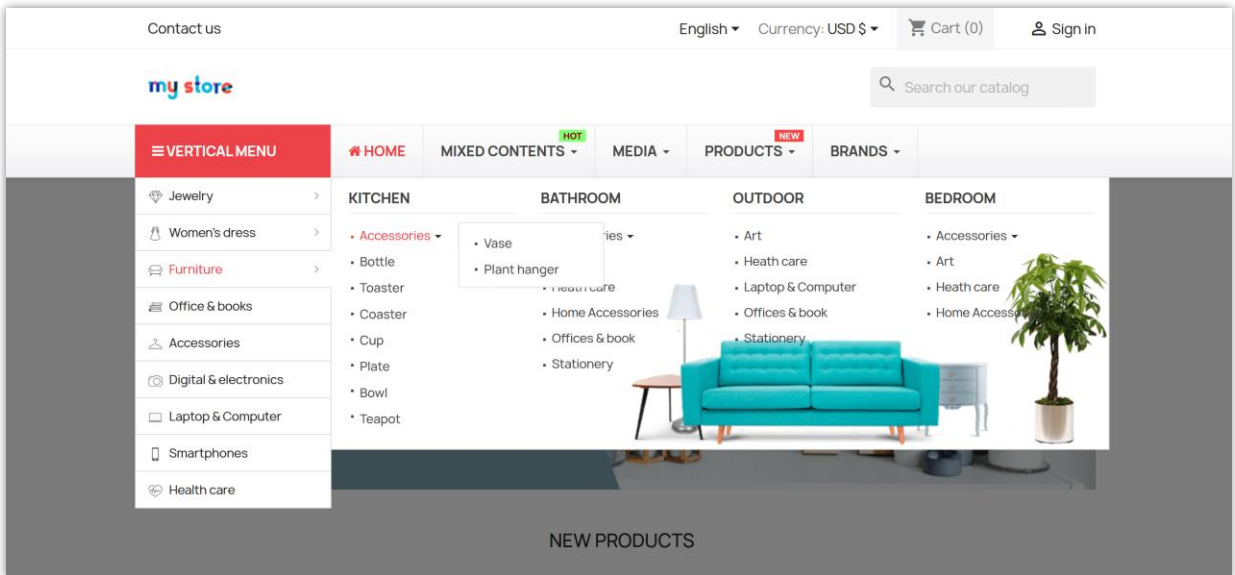 Contact us
English
Currency: USD $
Cart (0)
Sign in
my store
Search our catalog
VERTICAL MENU
HOME
MIXED CONTENTS
HOT
MEDIA
PRODUCTS
NEW
BRANDS
Jewelry
Women's dress
Furniture
Office & books
Accessories
Digital & electronics
Laptop & Computer
Smartphones
Health care
KITCHEN
Accessories
Bottle
Toaster
Coaster
Cup
Plate
Bowl
Teapot
Vase
Plant hanger
BATHROOM
Home Accessories
Offices & book
Stationery
OUTDOOR
Art
Heath care
Laptop & Computer
Offices & book
Stationery
BEDROOM
Accessories
Art
Heath care
Home
NEW PRODUCTS